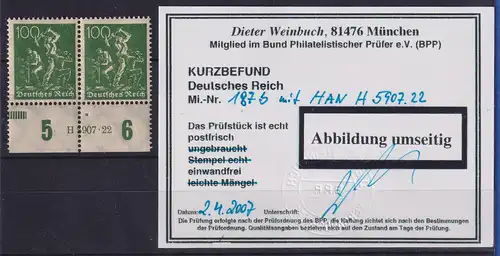 100 100
Deutsches Reich Deutsches Reich
5 H 5907·22 6
Dieter Weinbuch, 81476 München
Mitglied im Bund Philatelistischer Prüfer e.V. (BPP)
KURZBEFUND
Deutsches Reich
Mi.-Nr. 187b mit HAN H 5907.22
Das Prüfstück ist echt
postfrisch
ungebraucht
Stempel echt
einwandfrei
leichte Mängel
Abbildung umseitig
Datum: 2.4.2007 Unterschrift:
Die Prüfung erfolgte nach der Prüfordnung des BPP, die Haftung richtet sich nach den Bestimmungen
der Prüfordnung. Qualitätsangaben beziehen sich auf den Zustand am Tage der Prüfung.